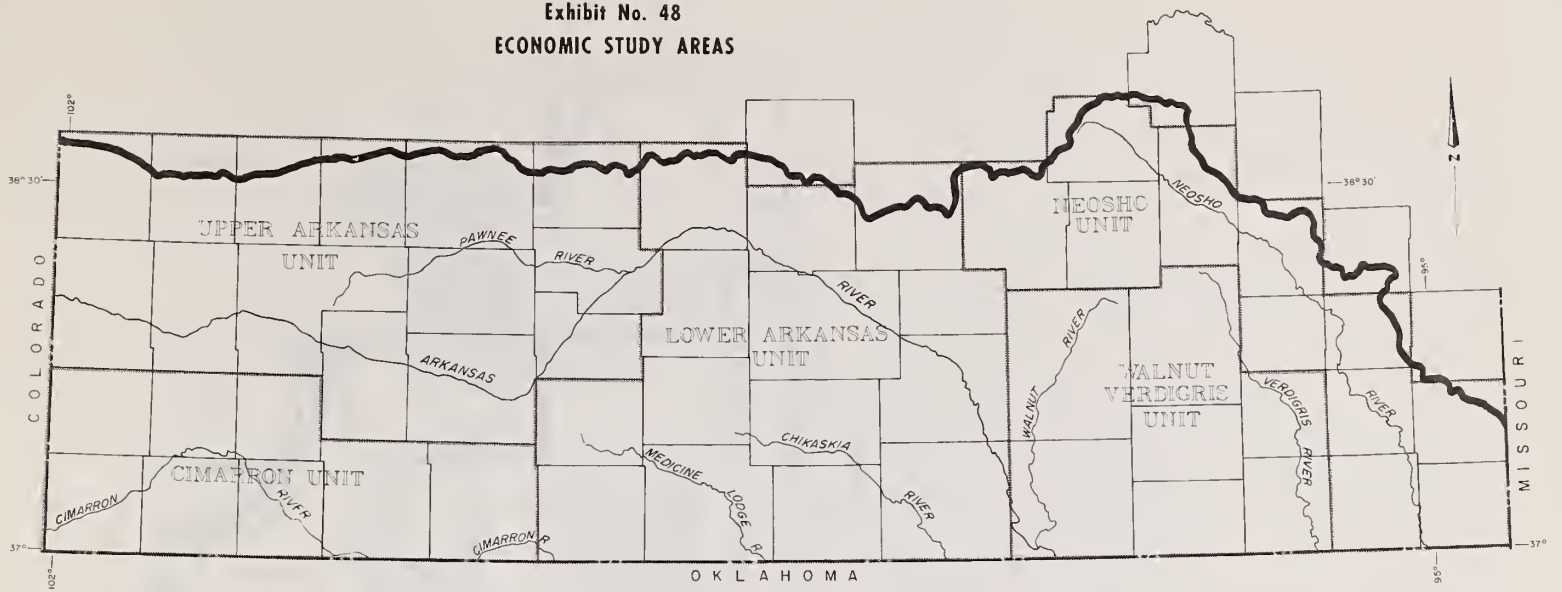 Exhibit No. 48
ECONOMIC STUDY AREAS
102°
38°30'
38°30'
N
UPPER ARKANSAS
UNIT
PAWNEE
RIVER
NEOSHO
UNIT
NEOSHO
RIVER
COLORADO
ARKANSAS
RIVER
LOWER ARKANSAS
UNIT
WALNUT
RIVER
WALNUT
VERDIGRIS
UNIT
VERDIGRIS
RIVER
95°
MISSOURI
CIMARRON UNIT
CIMARRON
RIVER
CIMARRON R
MEDICINE
LODGE R
CHIKASKIA
RIVER
37°
37°
102°
OKLAHOMA
95°